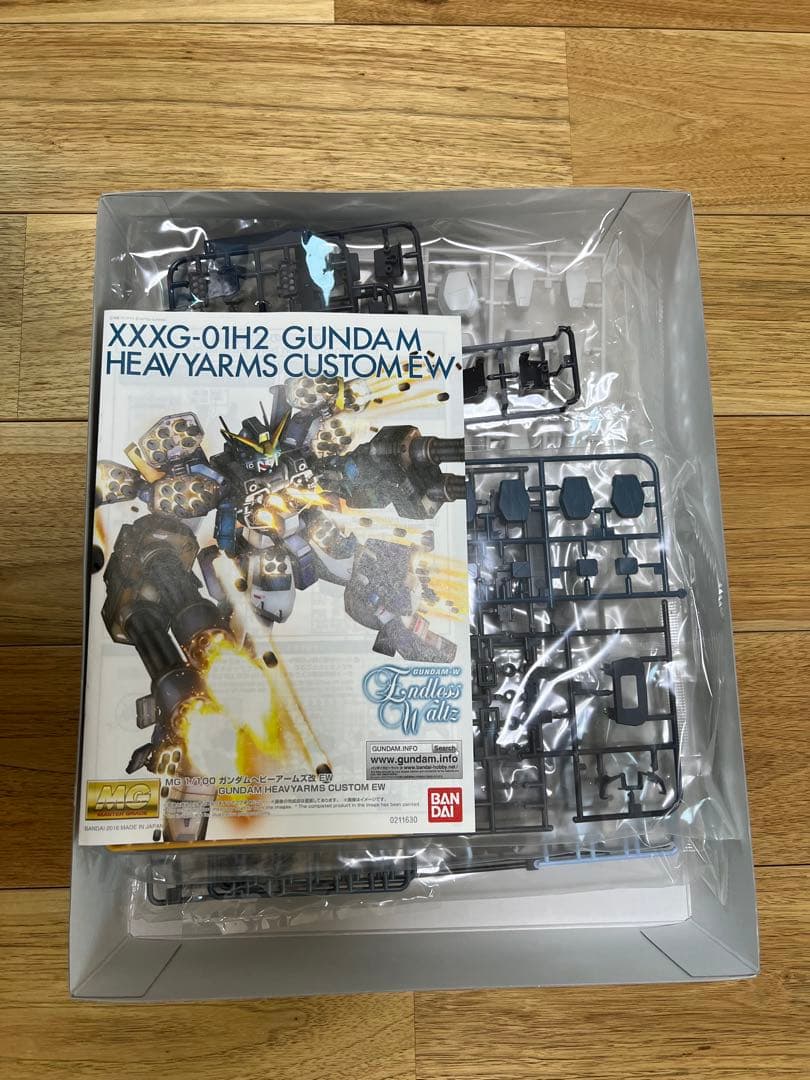 XXXG-01H2 GUNDAM
HEAVYARMS CUSTOM EW
GUNDAM-W
Endless
Waltz
GUNDAM.INFO Search
www.gundam.info
MG 1/100 ガンダムヘビーアームズ改 EW
GUNDAM HEAVYARMS CUSTOM EW
MG
MASTER GRADE
BAN
DAI
BANDAI 2016 MADE IN JAPAN
0211630